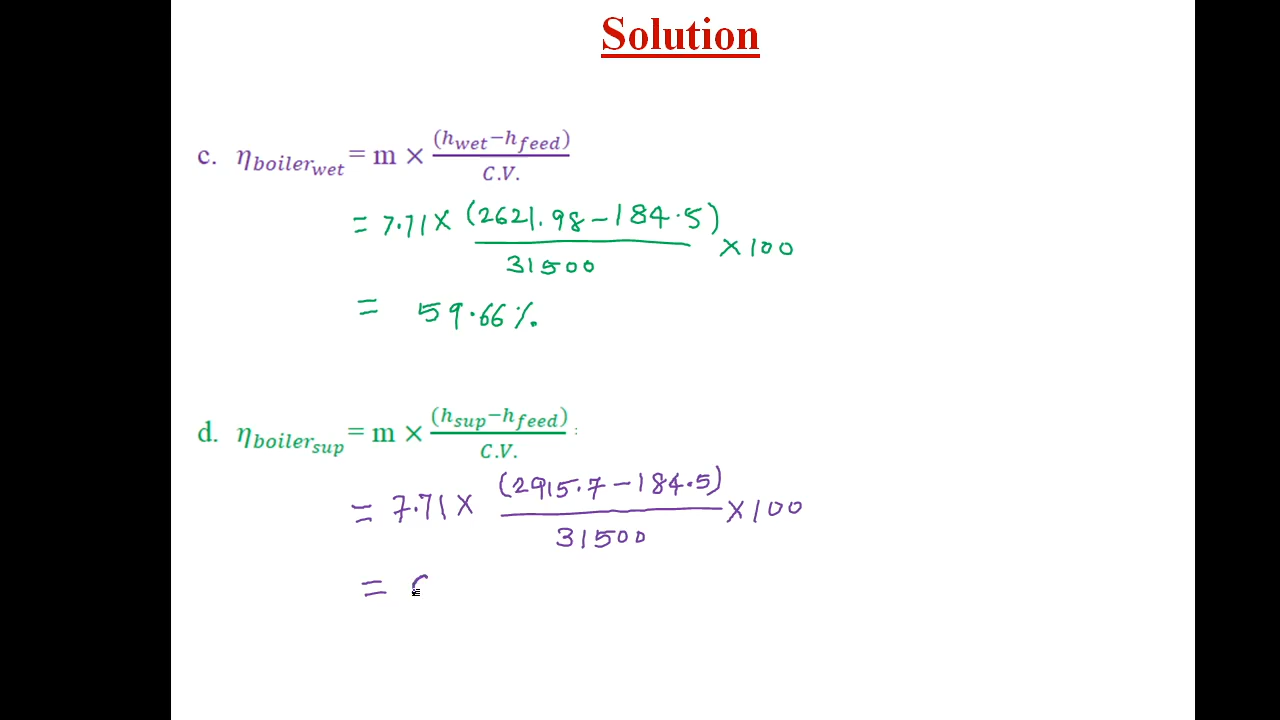 Solution
c. η_boiler_wet = m × (h_wet−h_feed) / C.V.
= 7.71 × (2621.98 − 184.5) / 31500 × 100
= 59.66 %.
d. η_boiler_sup = m × (h_sup−h_feed) / C.V.
= 7.71 × (2915.7 − 184.5) / 31500 × 100
=